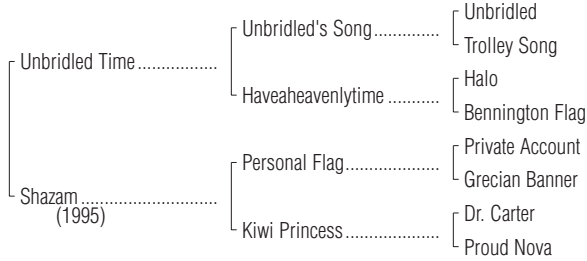 Unbridled
Unbridled's Song..............
Trolley Song
Unbridled Time.................
Halo
Haveaheavenlytime ...........
Bennington Flag
Private Account
Personal Flag....................
Grecian Banner
Shazam.............................
(1995)
Dr. Carter
Kiwi Princess....................
Proud Nova